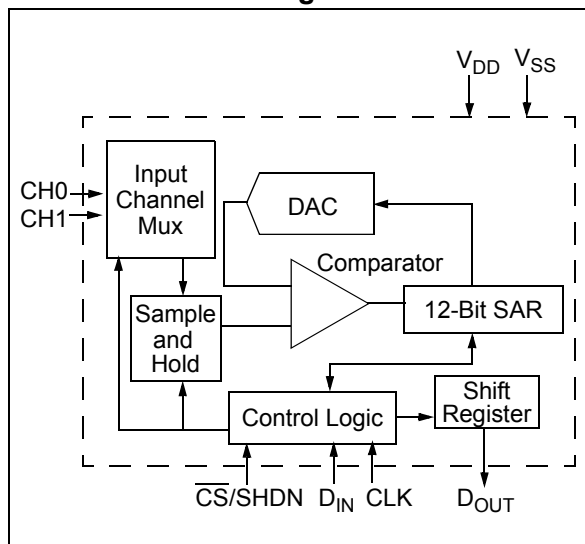 V_DD V_SS
CH0
CH1
Input
Channel
Mux
DAC
Comparator
Sample
and
Hold
12-Bit SAR
Control Logic
Shift
Register
C̅S̅/SHDN D_IN CLK D_OUT